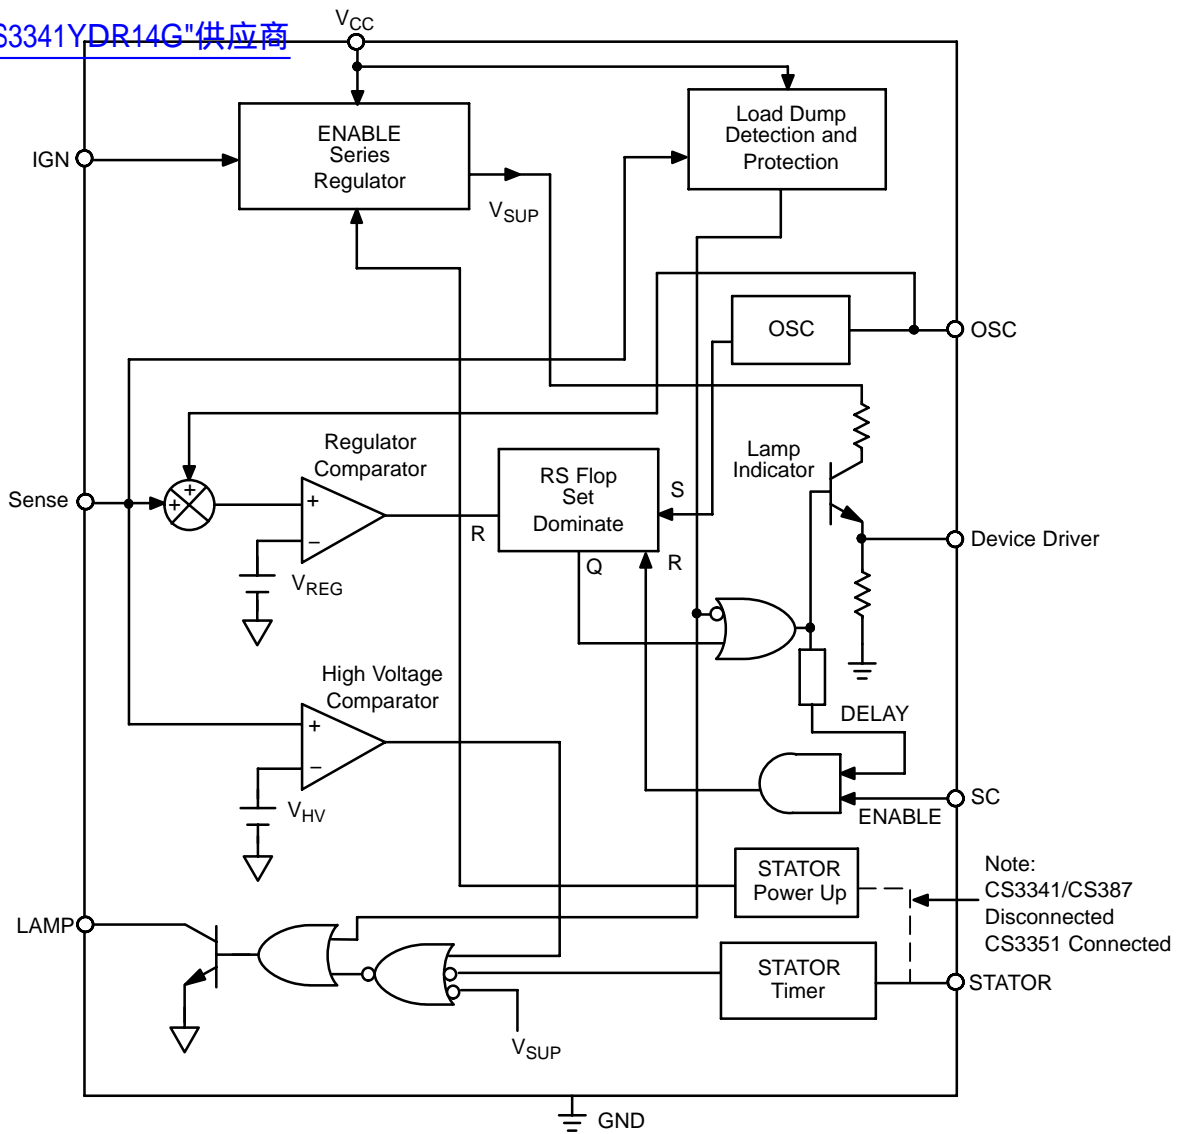 S3341YDR14G"供应商
VCC
IGN
ENABLE
Series
Regulator
VSUP
Load Dump
Detection and
Protection
OSC
OSC
Regulator
Comparator
Lamp
Indicator
RS Flop
Set
Dominate
S
R
R
Q
Sense
+
+
+
−
VREG
Device Driver
High Voltage
Comparator
+
−
VHV
DELAY
SC
ENABLE
STATOR
Power Up
Note:
CS3341/CS387
Disconnected
CS3351 Connected
LAMP
STATOR
Timer
STATOR
VSUP
GND